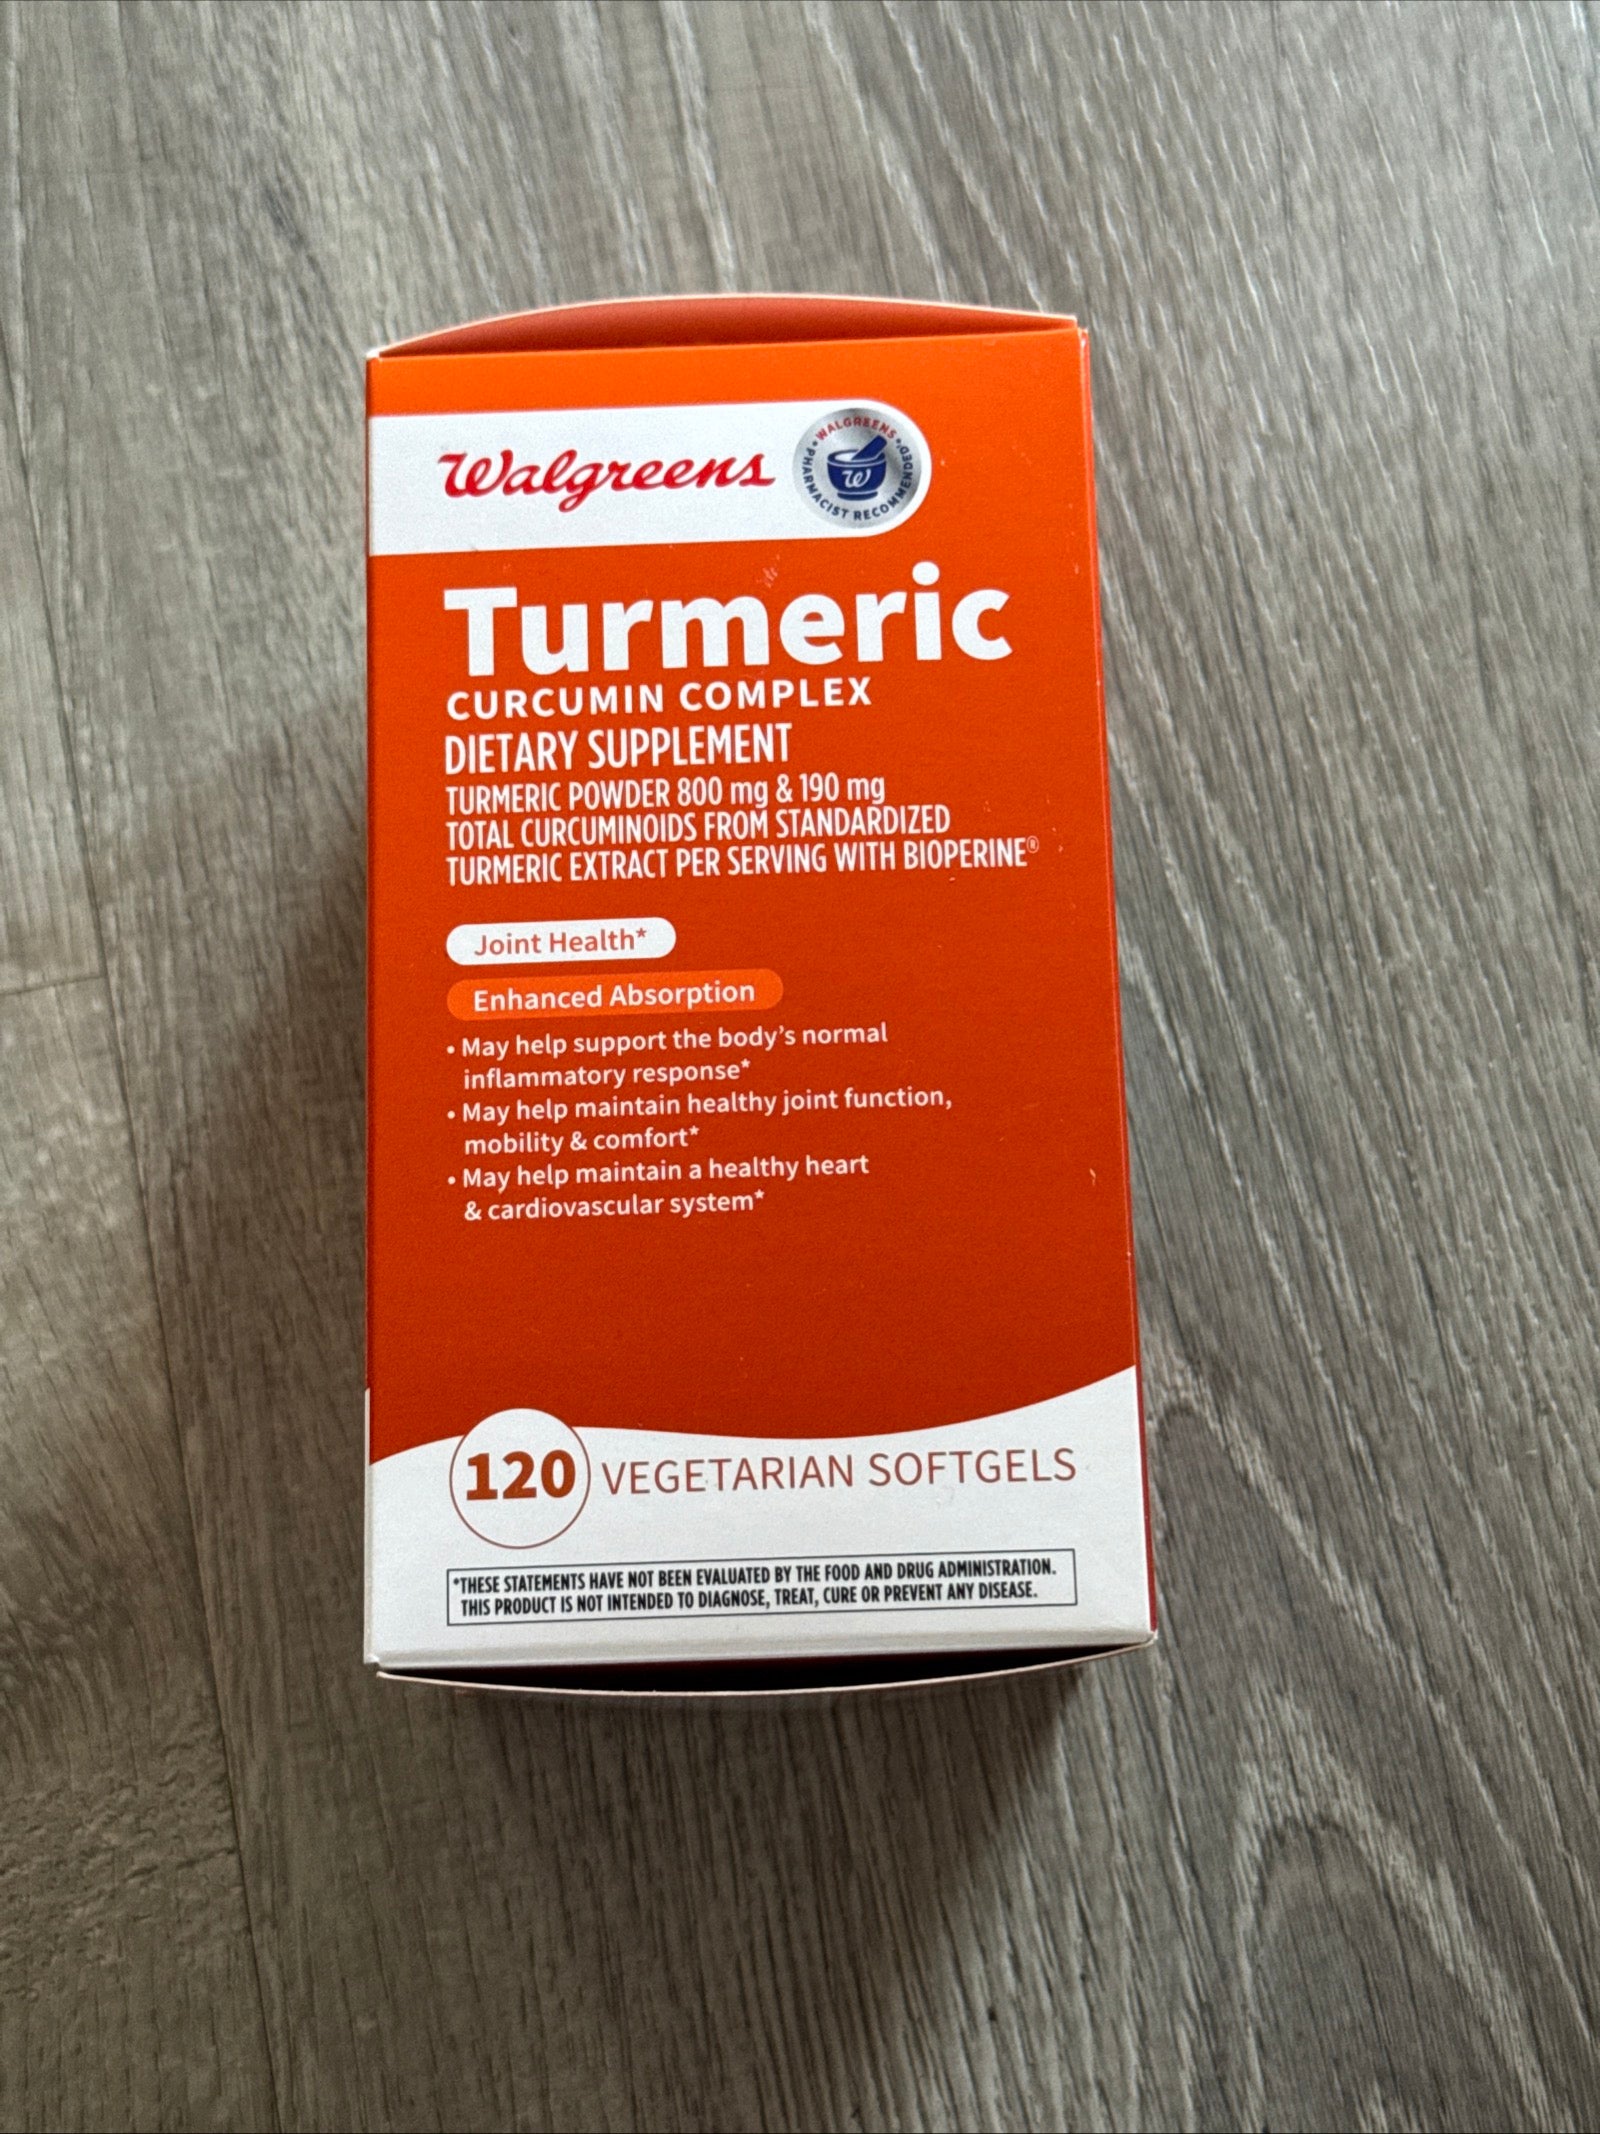 Walgreens
WALGREENS
PHARMACIST RECOMMENDED
W
Turmeric
CURCUMIN COMPLEX
DIETARY SUPPLEMENT
TURMERIC POWDER 800 mg & 190 mg
TOTAL CURCUMINOIDS FROM STANDARDIZED
TURMERIC EXTRACT PER SERVING WITH BIOPERINE®
Joint Health*
Enhanced Absorption
• May help support the body's normal
inflammatory response*
• May help maintain healthy joint function,
mobility & comfort*
• May help maintain a healthy heart
& cardiovascular system*
120 VEGETARIAN SOFTGELS
*THESE STATEMENTS HAVE NOT BEEN EVALUATED BY THE FOOD AND DRUG ADMINISTRATION.
THIS PRODUCT IS NOT INTENDED TO DIAGNOSE, TREAT, CURE OR PREVENT ANY DISEASE.